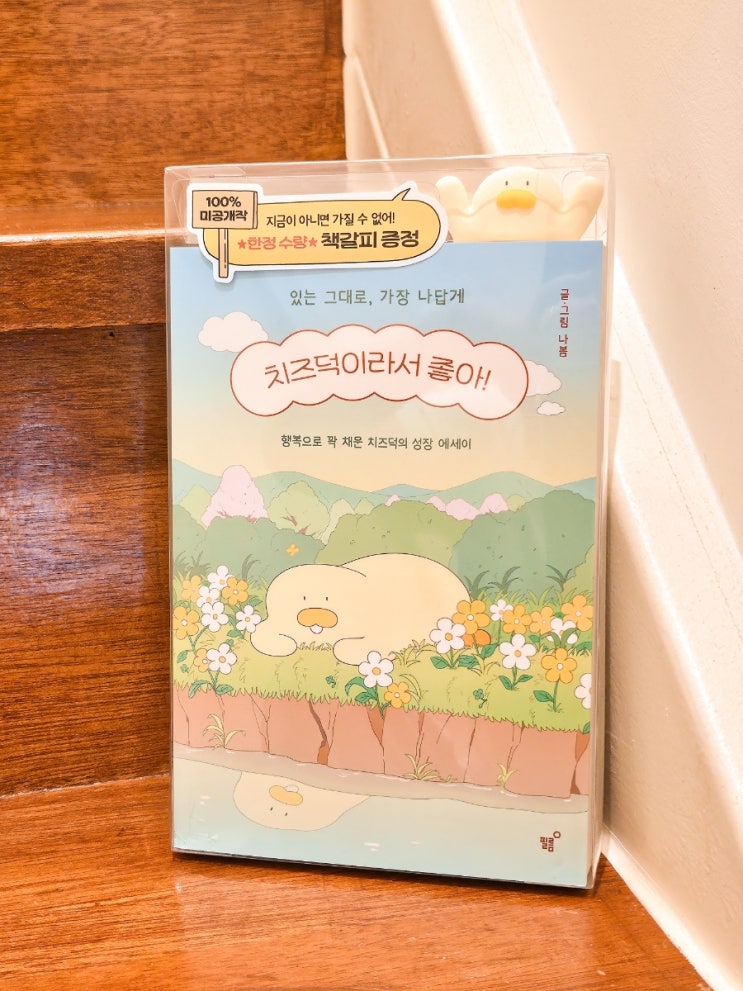 100%
미공개작
지금이 아니면 가질 수 없어!
★한정 수량★ 책갈피 증정
있는 그대로, 가장 나답게
글·그림 나봄
치즈덕이라서 좋아!
행복으로 꽉 채운 치즈덕의 성장 에세이
필름